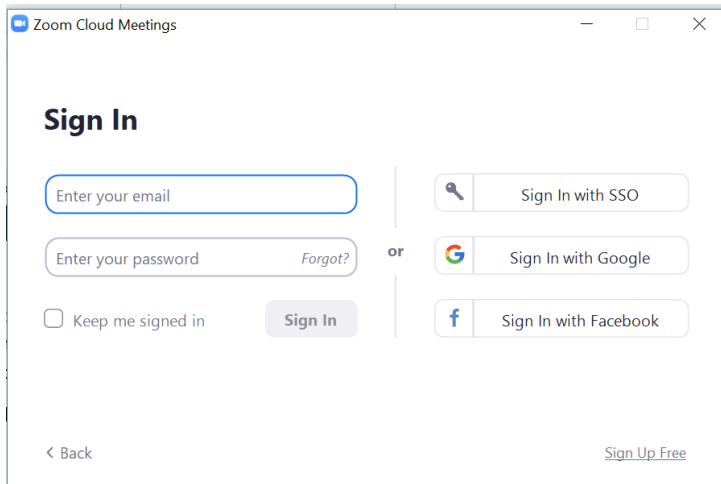 Zoom Cloud Meetings
Sign In
Enter your email
Enter your password Forgot?
Keep me signed in Sign In
or
Sign In with SSO
Sign In with Google
Sign In with Facebook
Back
Sign Up Free